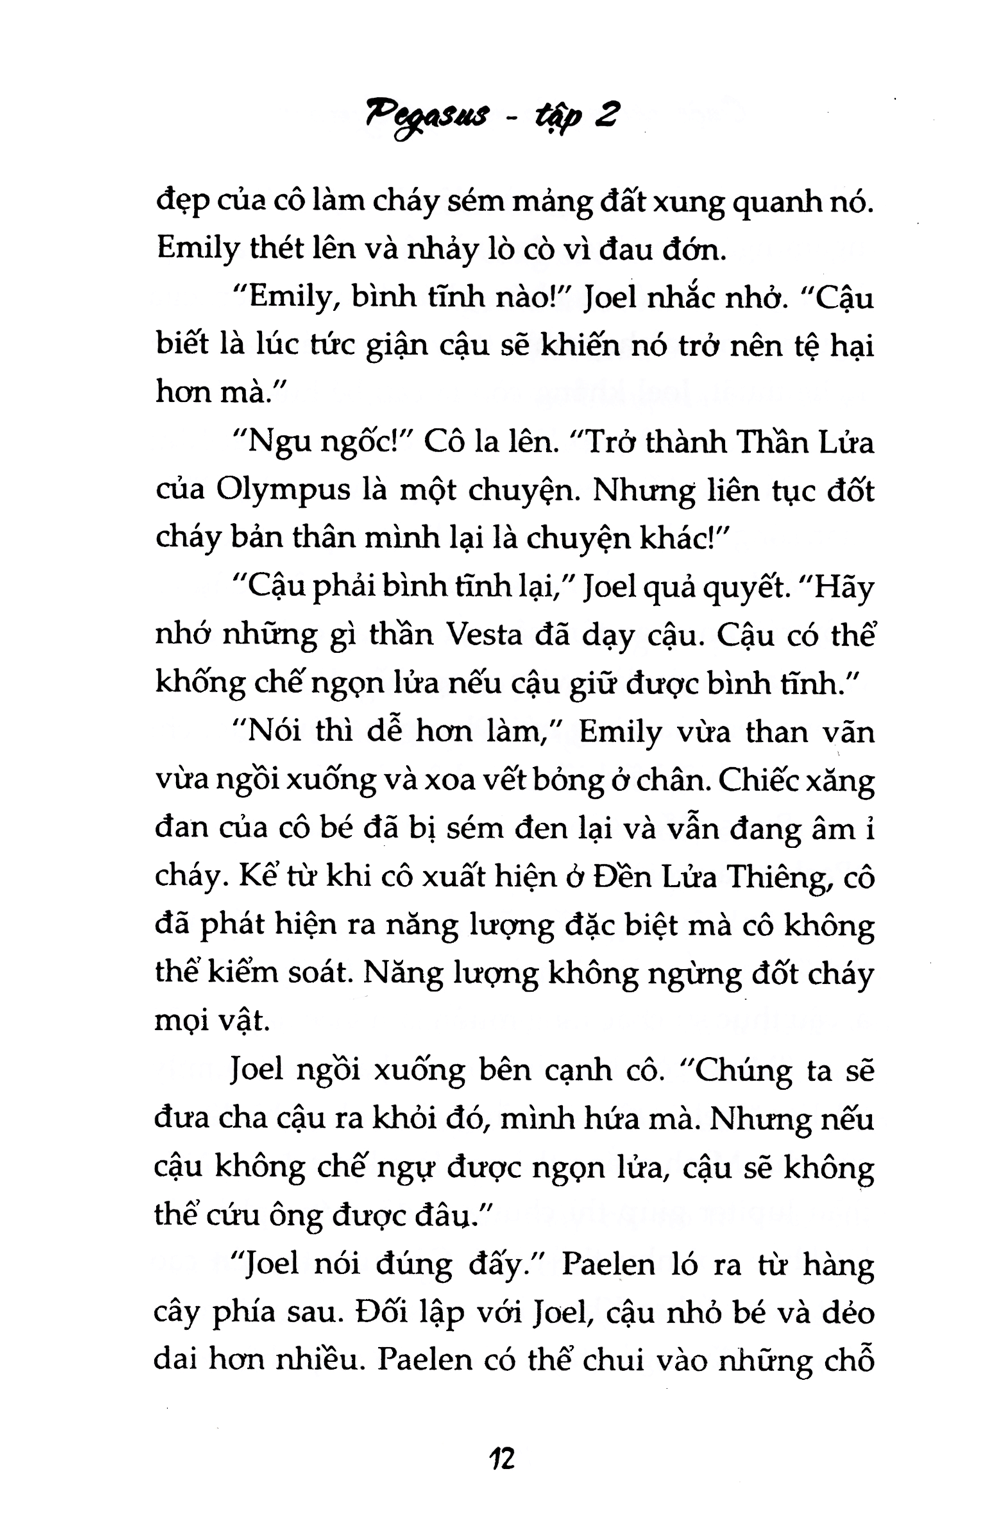 Pegasus - tập 2
đẹp của cô làm cháy sém mảng đất xung quanh nó.
Emily thét lên và nhảy lò cò vì đau đớn.
"Emily, bình tĩnh nào!" Joel nhắc nhở. "Cậu
biết là lúc tức giận cậu sẽ khiến nó trở nên tệ hại
hơn mà."
"Ngu ngốc!" Cô la lên. "Trở thành Thần Lửa
của Olympus là một chuyện. Nhưng liên tục đốt
cháy bản thân mình lại là chuyện khác!"
"Cậu phải bình tĩnh lại," Joel quả quyết. "Hãy
nhớ những gì thần Vesta đã dạy cậu. Cậu có thể
khống chế ngọn lửa nếu cậu giữ được bình tĩnh."
"Nói thì dễ hơn làm," Emily vừa than vãn
vừa ngồi xuống và xoa vết bỏng ở chân. Chiếc xăng
đan của cô bé đã bị sém đen lại và vẫn đang âm ỉ
cháy. Kể từ khi cô xuất hiện ở Đền Lửa Thiêng, cô
đã phát hiện ra năng lượng đặc biệt mà cô không
thể kiểm soát. Năng lượng không ngừng đốt cháy
mọi vật.
Joel ngồi xuống bên cạnh cô. "Chúng ta sẽ
đưa cha cậu ra khỏi đó, mình hứa mà. Nhưng nếu
cậu không chế ngự được ngọn lửa, cậu sẽ không
thể cứu ông được đâu."
"Joel nói đúng đấy." Paelen ló ra từ hàng
cây phía sau. Đối lập với Joel, cậu nhỏ bé và dẻo
dai hơn nhiều. Paelen có thể chui vào những chỗ
12